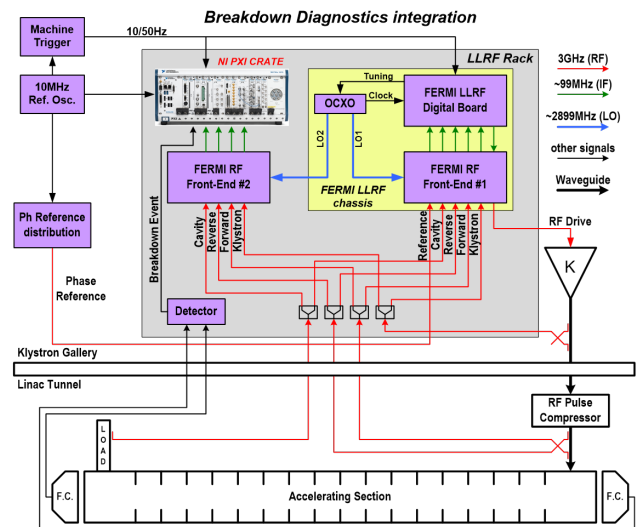 Breakdown Diagnostics integration
Machine
Trigger
10/50Hz
NI PXI CRATE
LLRF Rack
10MHz
Ref. Osc.
Tuning
OCXO
Clock
FERMI LLRF
Digital Board
LO2
LO1
FERMI RF
Front-End #2
FERMI RF
Front-End #1
FERMI LLRF
chassis
3GHz (RF)
~99MHz (IF)
~2899MHz (LO)
other signals
Waveguide
Ph Reference
distribution
Breakdown Event
Cavity
Reverse
Forward
Klystron
Reference
Cavity
Reverse
Forward
Klystron
RF Drive
K
Phase
Reference
Detector
Klystron Gallery
Linac Tunnel
RF Pulse
Compressor
LOAD
F.C.
Accelerating Section
F.C.